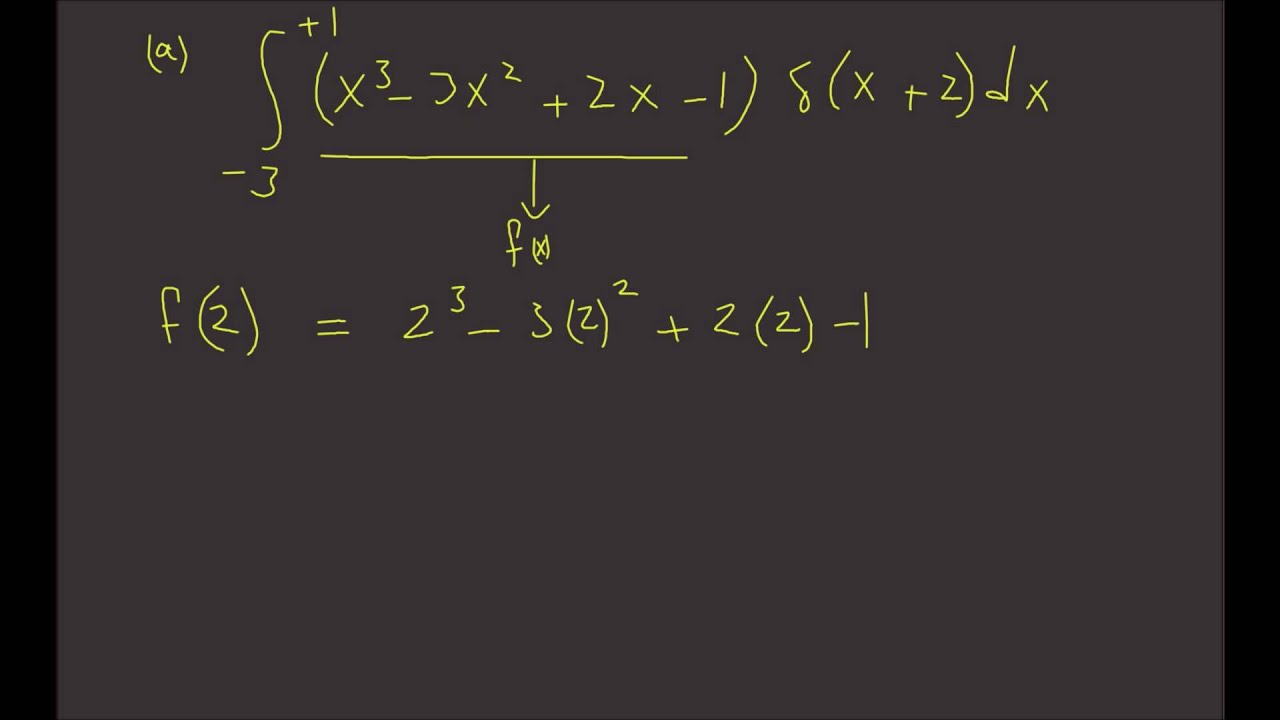 (a) ∫₋₃⁺¹ (x³ - 3x² + 2x - 1) δ(x + 2) dx
f(x)
f(2) = 2³ - 3(2)² + 2(2) - 1